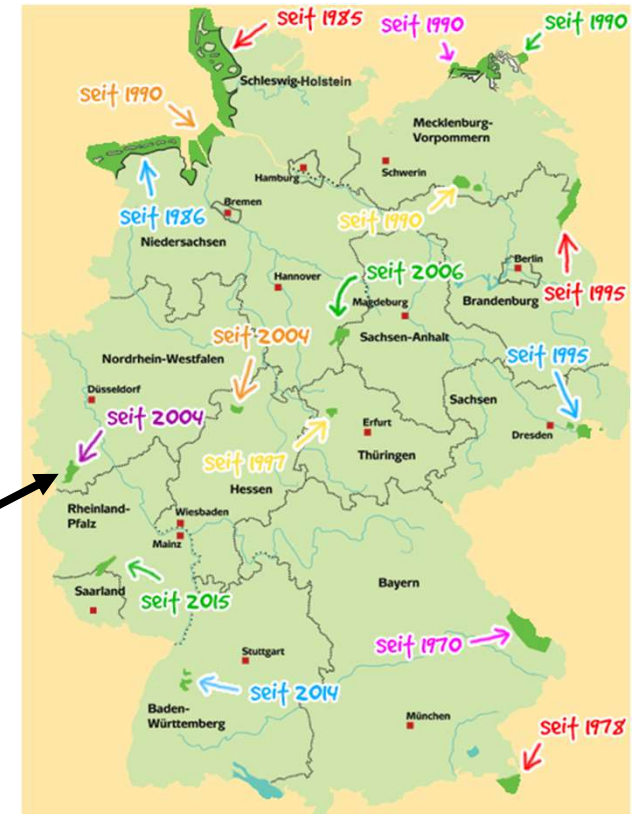 seit 1985
seit 1990
seit 1990
Schleswig-Holstein
seit 1990
Mecklenburg-
Vorpommern
Hamburg
Schwerin
seit 1986
Bremen
seit 1990
Niedersachsen
Berlin
seit 2006
Hannover
Magdeburg
Brandenburg
seit 1995
seit 2004
Sachsen-Anhalt
Nordrhein-Westfalen
seit 1995
Düsseldorf
Sachsen
seit 2004
Erfurt
Dresden
seit 1997
Thüringen
Hessen
Rheinland-
Pfalz
Wiesbaden
Mainz
Saarland
seit 2015
Bayern
Stuttgart
seit 1970
seit 2014
Baden-
Württemberg
München
seit 1978